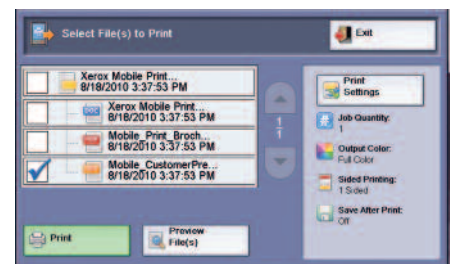 Select File(s) to Print
Exit
Xerox Mobile Print...
8/18/2010 3:37:53 PM
Xerox Mobile Print...
8/18/2010 3:37:53 PM
Mobile_Print_Broch...
8/18/2010 3:37:53 PM
Mobile_CustomerPre...
8/18/2010 3:37:53 PM
1
1
Print
Settings
Job Quantity:
1
Output Color:
Full Color
Sided Printing:
1 Sided
Save After Print:
Off
Print
Preview
File(s)